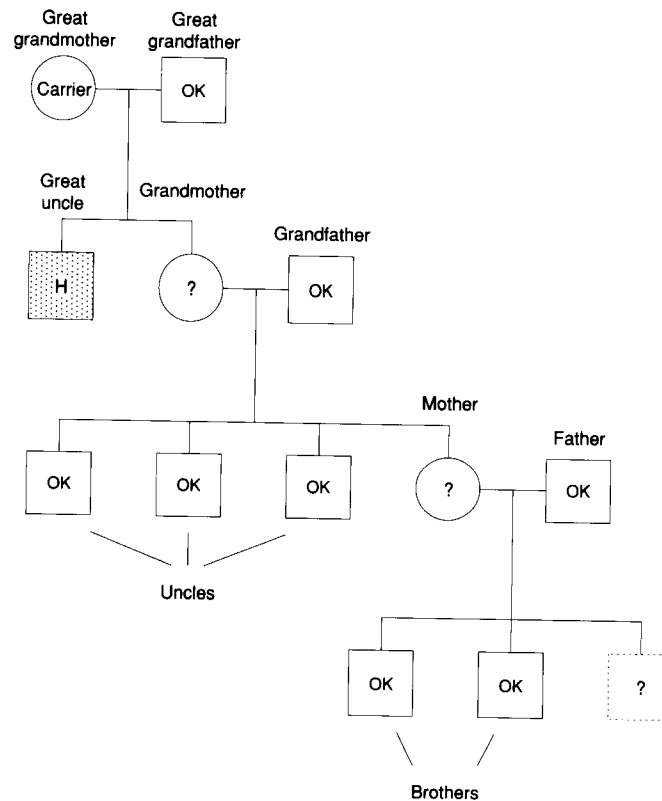 Great
grandmother
Great
grandfather
Carrier
OK
Great
uncle
Grandmother
Grandfather
H
?
OK
Mother
Father
OK
OK
OK
?
OK
Uncles
OK
OK
?
Brothers